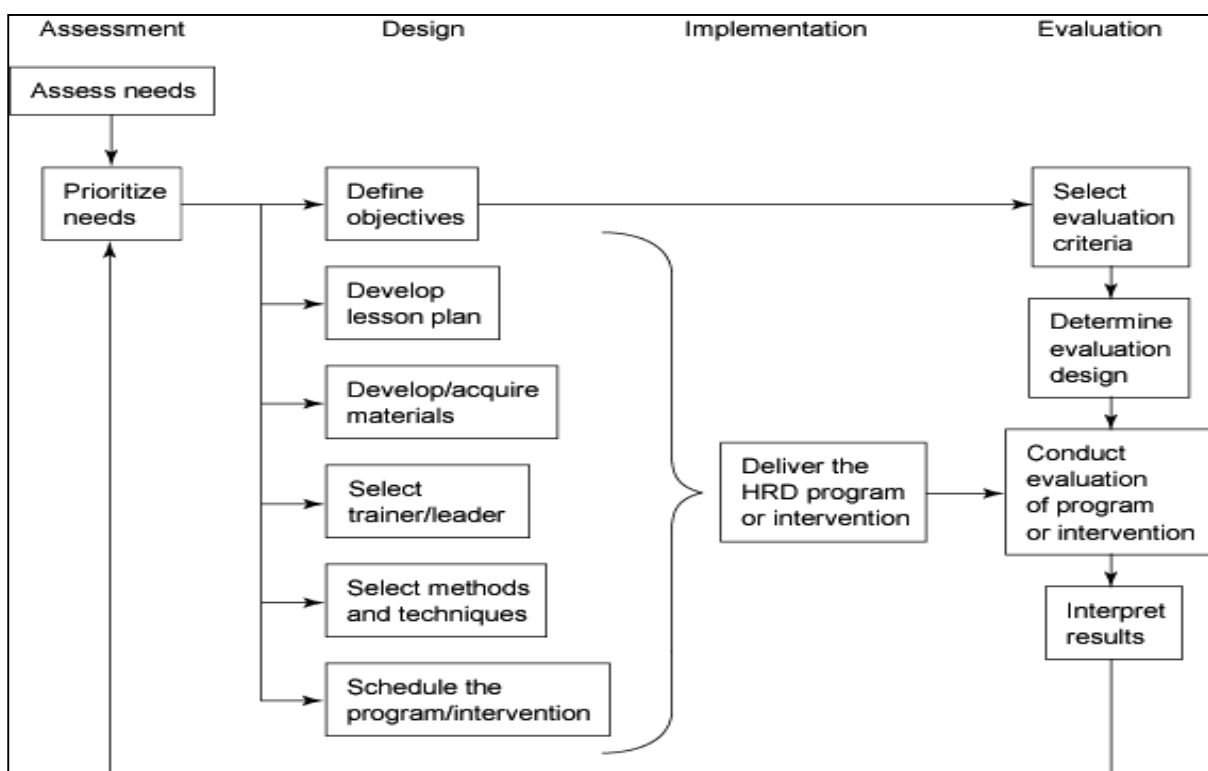 Assessment
Design
Implementation
Evaluation
Assess needs
Prioritize
needs
Define
objectives
Develop
lesson plan
Develop/acquire
materials
Select
trainer/leader
Select methods
and techniques
Schedule the
program/intervention
Deliver the
HRD program
or intervention
Select
evaluation
criteria
Determine
evaluation
design
Conduct
evaluation
of program
or intervention
Interpret
results